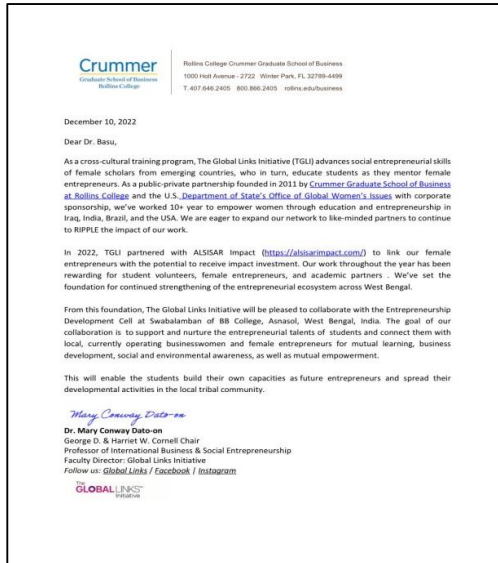 Crummer
Graduate School of Business
Rollins College
Rollins College Crummer Graduate School of Business
1000 Holt Avenue - 2722 Winter Park, FL 32789-4499
T. 407.646.2405 800.866.2405 rollins.edu/business
December 10, 2022
Dear Dr. Basu,
As a cross-cultural training program, The Global Links Initiative (TGLI) advances social entrepreneurial skills
of female scholars from emerging countries, who in turn, educate students as they mentor female
entrepreneurs. As a public-private partnership founded in 2011 by Crummer Graduate School of Business
at Rollins College and the U.S. Department of State's Office of Global Women's Issues with corporate
sponsorship, we've worked 10+ year to empower women through education and entrepreneurship in
Iraq, India, Brazil, and the USA. We are eager to expand our network to like-minded partners to continue
to RIPPLE the impact of our work.
In 2022, TGLI partnered with ALSISAR Impact (https://alsisarimpact.com/) to link our female
entrepreneurs with the potential to receive impact investment. Our work throughout the year has been
rewarding for student volunteers, female entrepreneurs, and academic partners . We've set the
foundation for continued strengthening of the entrepreneurial ecosystem across West Bengal.
From this foundation, The Global Links Initiative will be pleased to collaborate with the Entrepreneurship
Development Cell at Swabalamban of BB College, Asnasol, West Bengal, India. The goal of our
collaboration is to support and nurture the entrepreneurial talents of students and connect them with
local, currently operating businesswomen and female entrepreneurs for mutual learning, business
development, social and environmental awareness, as well as mutual empowerment.
This will enable the students build their own capacities as future entrepreneurs and spread their
developmental activities in the local tribal community.
Mary Conway Dato-on
Dr. Mary Conway Dato-on
George D. & Harriet W. Cornell Chair
Professor of International Business & Social Entrepreneurship
Faculty Director: Global Links Initiative
Follow us: Global Links / Facebook | Instagram
The
GLOBAL LINKS™
Initiative